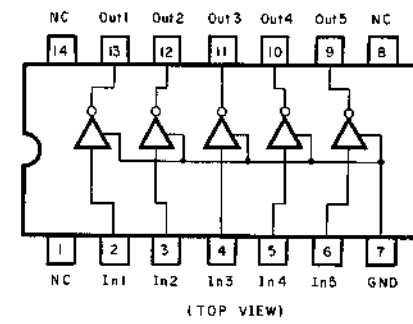 NC Out1 Out2 Out3 Out4 Out5 NC
14 13 12 11 10 9 8
1 2 3 4 5 6 7
NC In1 In2 In3 In4 In5 GND
(TOP VIEW)